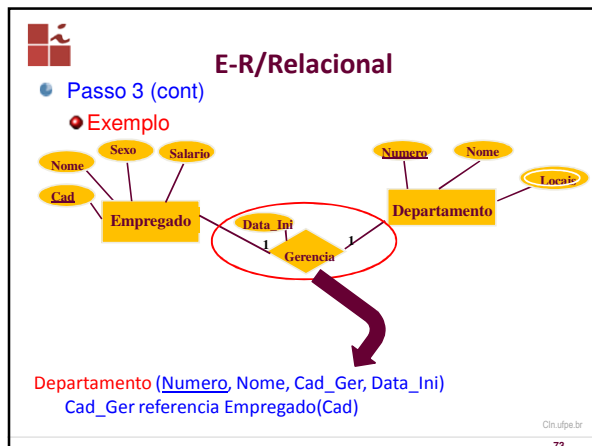 E-R/Relacional
Passo 3 (cont)
Exemplo
Nome
Sexo
Salario
Cad
Empregado
Numero
Nome
Locais
Departamento
Data_Ini
1
1
Gerencia
Departamento (Numero, Nome, Cad_Ger, Data_Ini)
Cad_Ger referencia Empregado(Cad)
CIn.ufpe.br
73